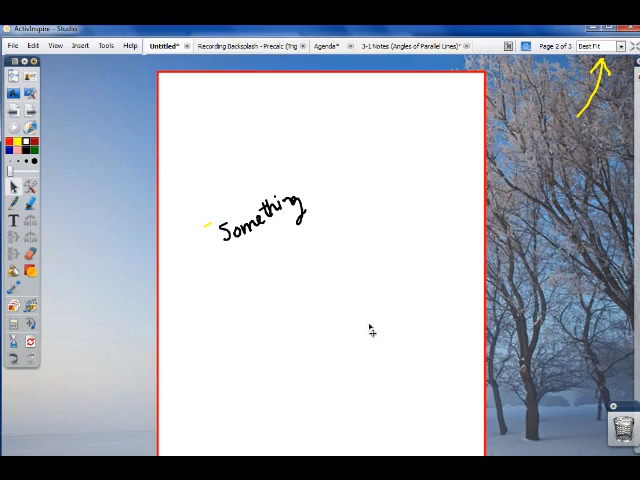 ActivInspire - Studio
File Edit View Insert Tools Help Untitled* Recording Backsplash - Precalc (Trig Agenda* 3-1 Notes (Angles of Parallel Lines)* Page 2 of 3 Best Fit
Something
T